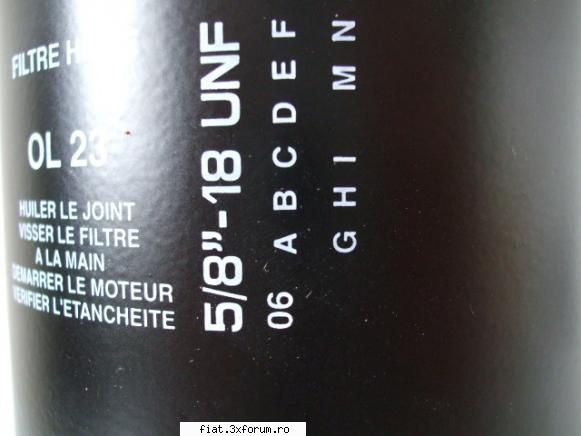 FILTRE
OL 23
HUILER LE JOINT
VISSER LE FILTRE
A LA MAIN
DEMARRER LE MOTEUR
VERIFIER L'ETANCHEITE
5/8"-18 UNF
06 A B C D E F
G H I M N
fiat.3xforum.ro